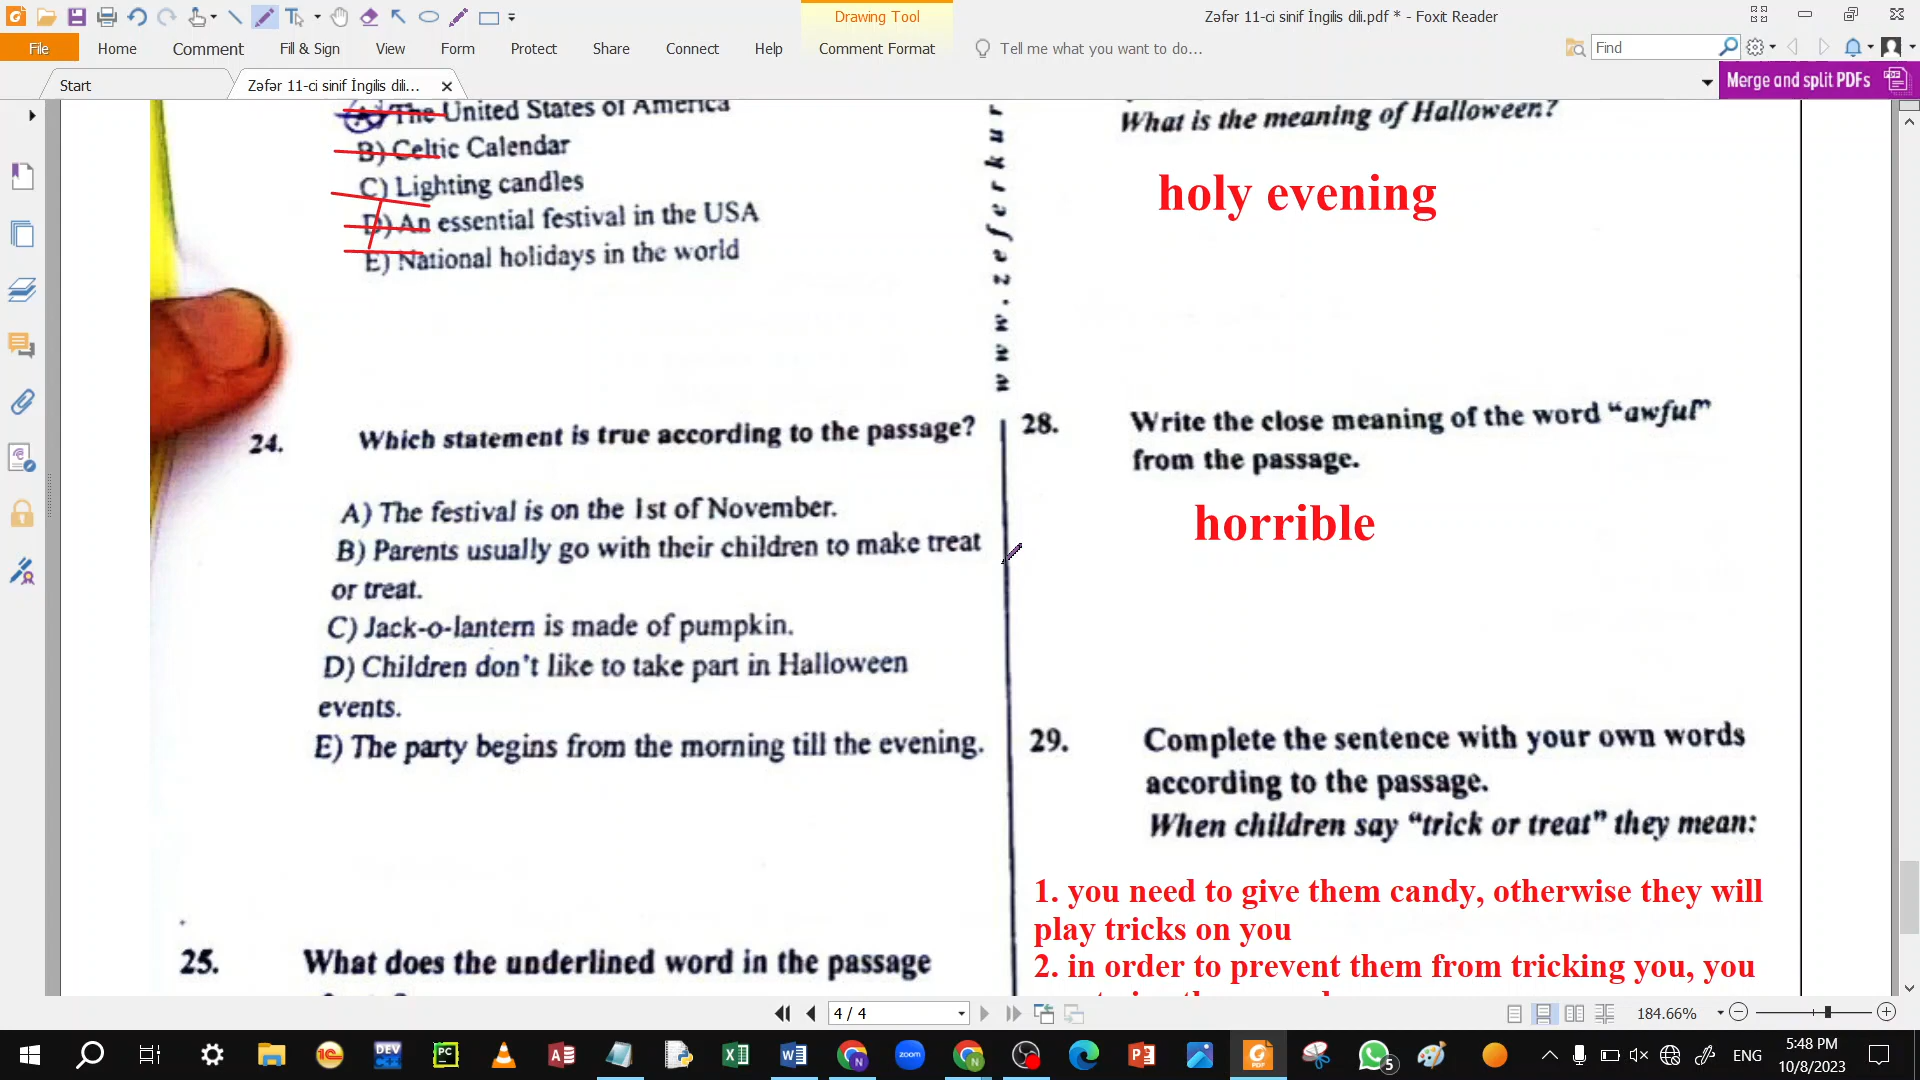 Drawing Tool
Zəfər 11-ci sinif İngilis dili.pdf * - Foxit Reader
File
Home
Comment
Fill & Sign
View
Form
Protect
Share
Connect
Help
Comment Format
Tell me what you want to do...
Find
Start
Zəfər 11-ci sinif İngilis dili...
Merge and split PDFs
A) The United States of America
B) Celtic Calendar
C) Lighting candles
D) An essential festival in the USA
E) National holidays in the world
24. Which statement is true according to the passage?
A) The festival is on the 1st of November.
B) Parents usually go with their children to make treat
or treat.
C) Jack-o-lantern is made of pumpkin.
D) Children don't like to take part in Halloween
events.
E) The party begins from the morning till the evening.
25. What does the underlined word in the passage
www.zeferkur
What is the meaning of Halloween?
holy evening
28. Write the close meaning of the word "awful"
from the passage.
horrible
29. Complete the sentence with your own words
according to the passage.
When children say "trick or treat" they mean:
1. you need to give them candy, otherwise they will
play tricks on you
2. in order to prevent them from tricking you, you
4 / 4
184.66%
ENG
5:48 PM
10/8/2023